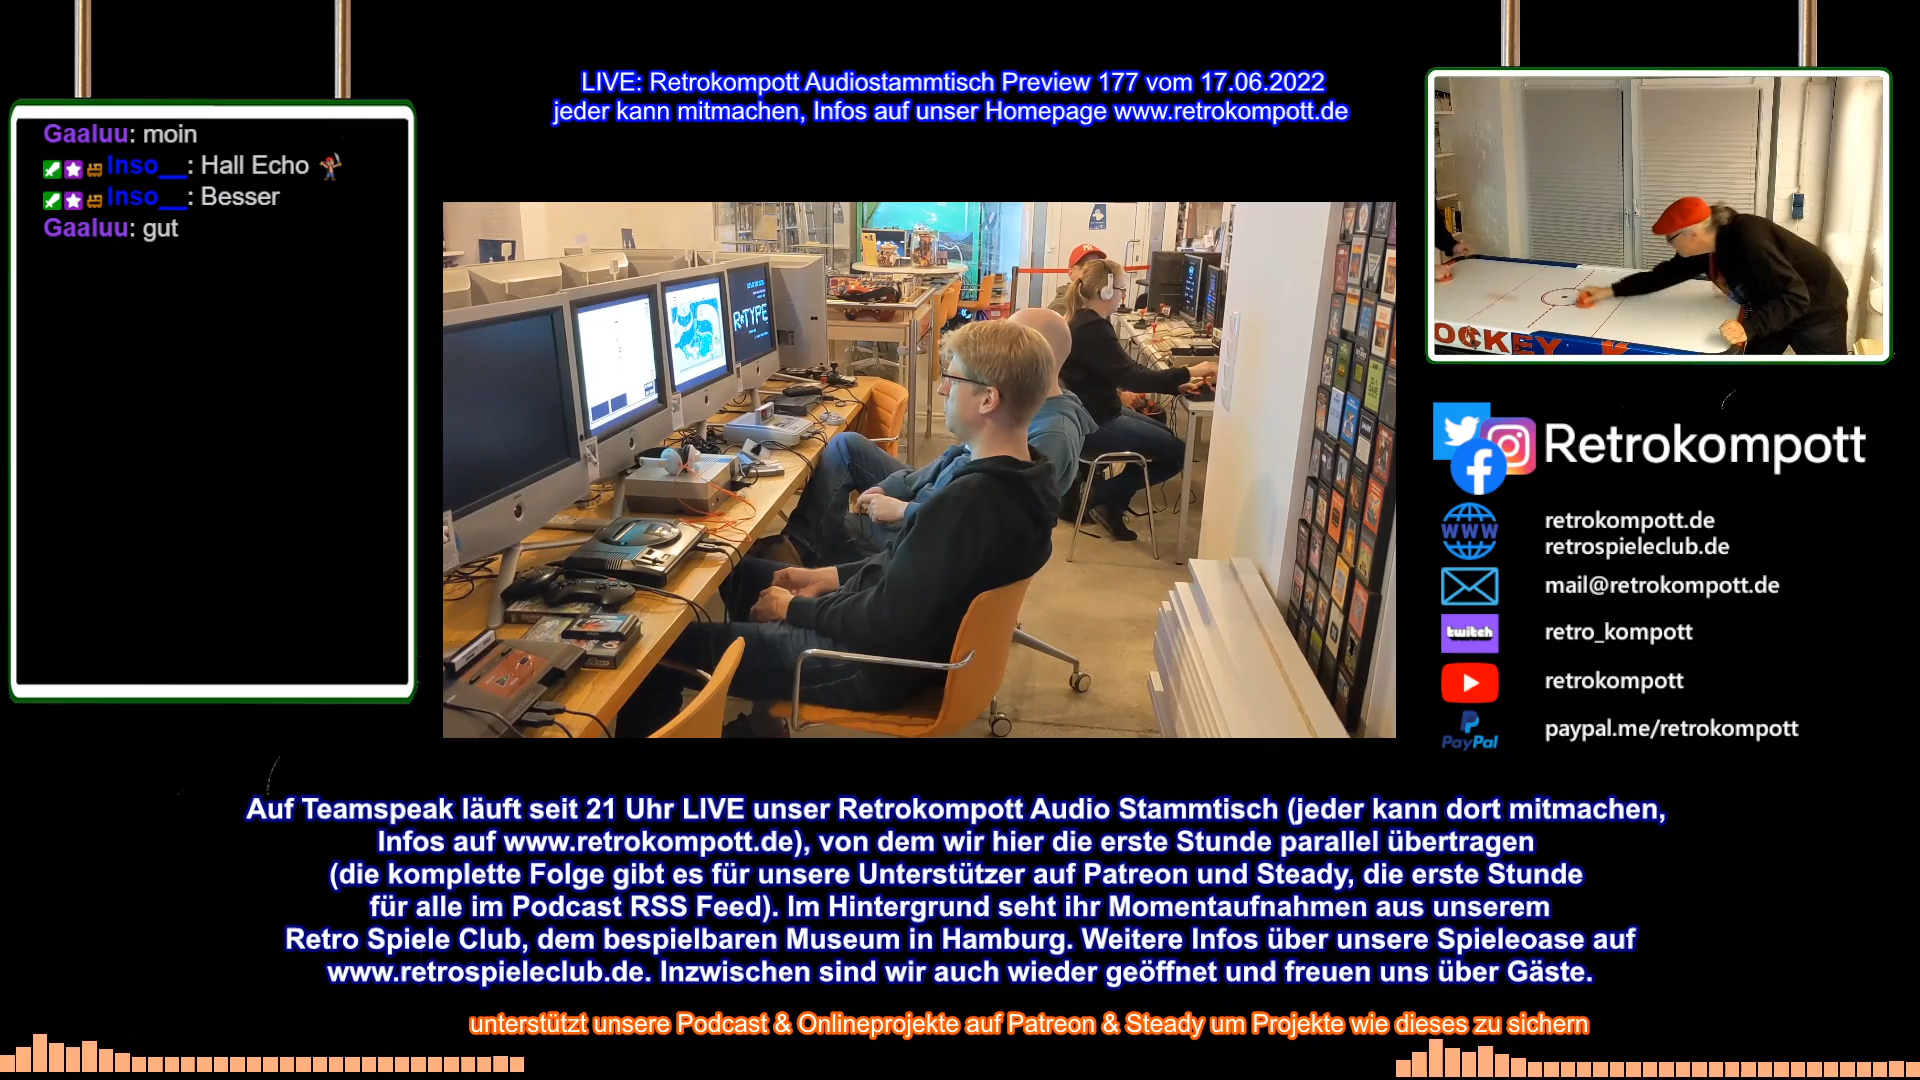 LIVE: Retrokompott Audiostammtisch Preview 177 vom 17.06.2022
jeder kann mitmachen, Infos auf unser Homepage www.retrokompott.de
Gaaluu: moin
Inso__: Hall Echo
Inso__: Besser
Gaaluu: gut
R-TYPE
OCKEY
Retrokompott
WWW
retrokompott.de
retrospieleclub.de
mail@retrokompott.de
twitch
retro_kompott
retrokompott
PayPal
paypal.me/retrokompott
Auf Teamspeak läuft seit 21 Uhr LIVE unser Retrokompott Audio Stammtisch (jeder kann dort mitmachen,
Infos auf www.retrokompott.de), von dem wir hier die erste Stunde parallel übertragen
(die komplette Folge gibt es für unsere Unterstützer auf Patreon und Steady, die erste Stunde
für alle im Podcast RSS Feed). Im Hintergrund seht ihr Momentaufnahmen aus unserem
Retro Spiele Club, dem bespielbaren Museum in Hamburg. Weitere Infos über unsere Spieleoase auf
www.retrospieleclub.de. Inzwischen sind wir auch wieder geöffnet und freuen uns über Gäste.
unterstützt unsere Podcast & Onlineprojekte auf Patreon & Steady um Projekte wie dieses zu sichern